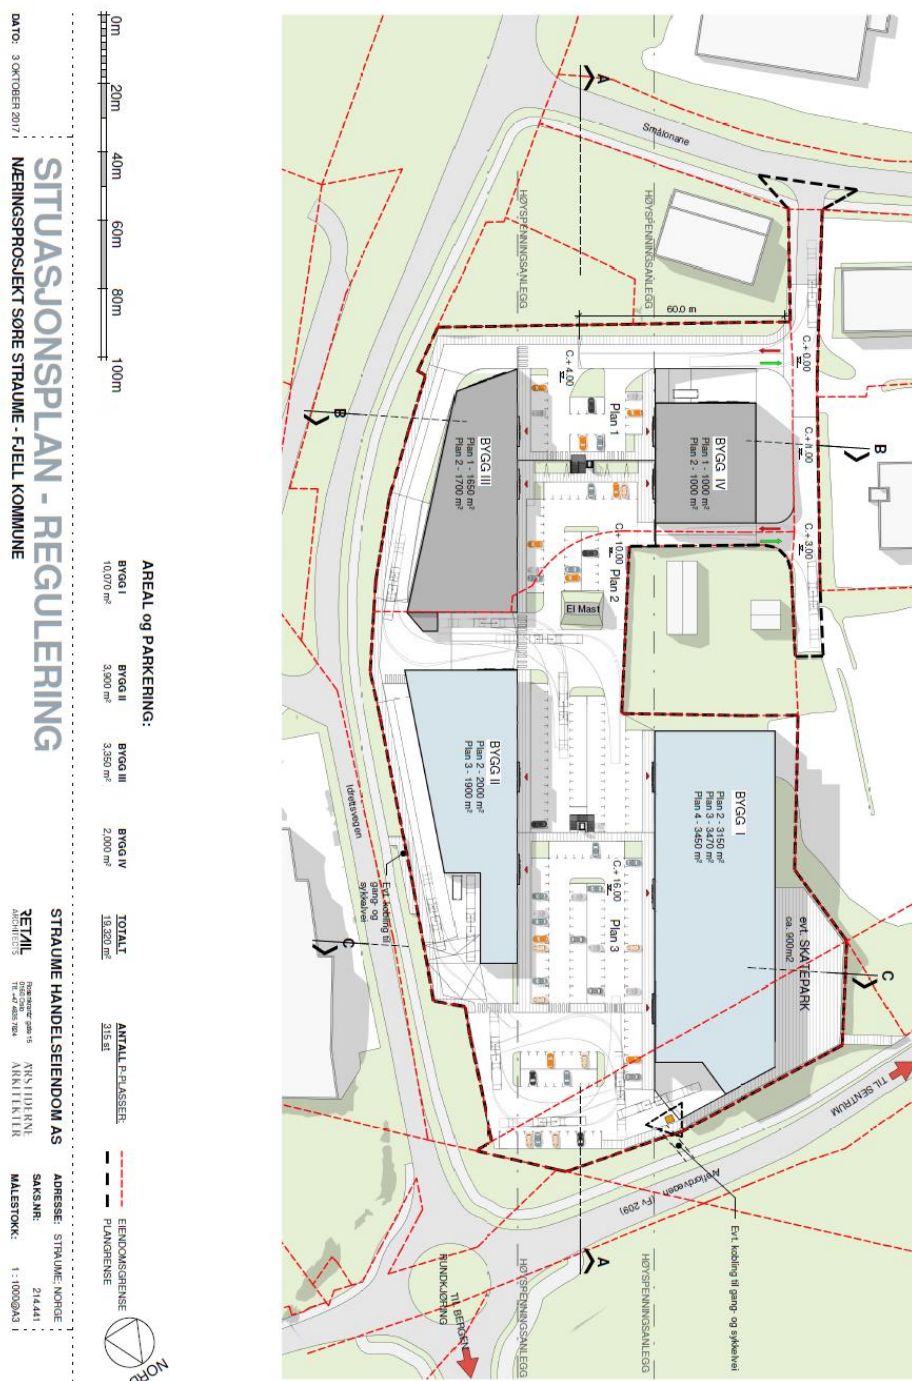 SITUASJONSPLAN - REGULERING
NÆRINGSPROSJEKT SØRE STRAUME - FJELL KOMMUNE
DATO: 3 OKTOBER 2017
0m 20m 40m 60m 80m 100m
AREAL og PARKERING:
BYGG I
10,070 m²
BYGG II
3,900 m²
BYGG III
3,350 m²
BYGG IV
2,000 m²
TOTALT
19,320 m²
ANTALL P-PLASSER:
315 st
EIENDOMSGRENSE
PLANGRENSE
NORD
STRAUME HANDELSEIENDOM AS
RETAIL
ARCHITECTS
ÅRSTIDERNE
ARKITEKTER
ADRESSE: STRAUME; NORGE
SAKS.NR: 214.441
MÅLESTOKK: 1 : 1000@A3
Smålonane
HØYSPENNINGSANLEGG
HØYSPENNINGSANLEGG
A
60.0 m
C.+ 0.00
C.+ 1.00
C.+ 3.00
C.+ 4.00
Plan 1
B
BYGG IV
Plan 1 - 1000 m²
Plan 2 - 1000 m²
BYGG III
Plan 1 - 1650 m²
Plan 2 - 1700 m²
B
C.+ 10.00
Plan 2
El Mast
BYGG I
Plan 2 - 3150 m²
Plan 3 - 3470 m²
Plan 4 - 3450 m²
BYGG II
Plan 2 - 2000 m²
Plan 3 - 1900 m²
Idrettsvegen
Evt. kobling til
gang- og
sykkelvei
C.+ 16.00
Plan 3
evt. SKATEPARK
ca. 900m2
C
C
TIL SENTRUM
Arefjordvegen (Fv 209)
Evt. kobling til gang- og sykkelvei
A
HØYSPENNINGSANLEGG
HØYSPENNINGSANLEGG
RUNDKJØRING
TIL BERGEN